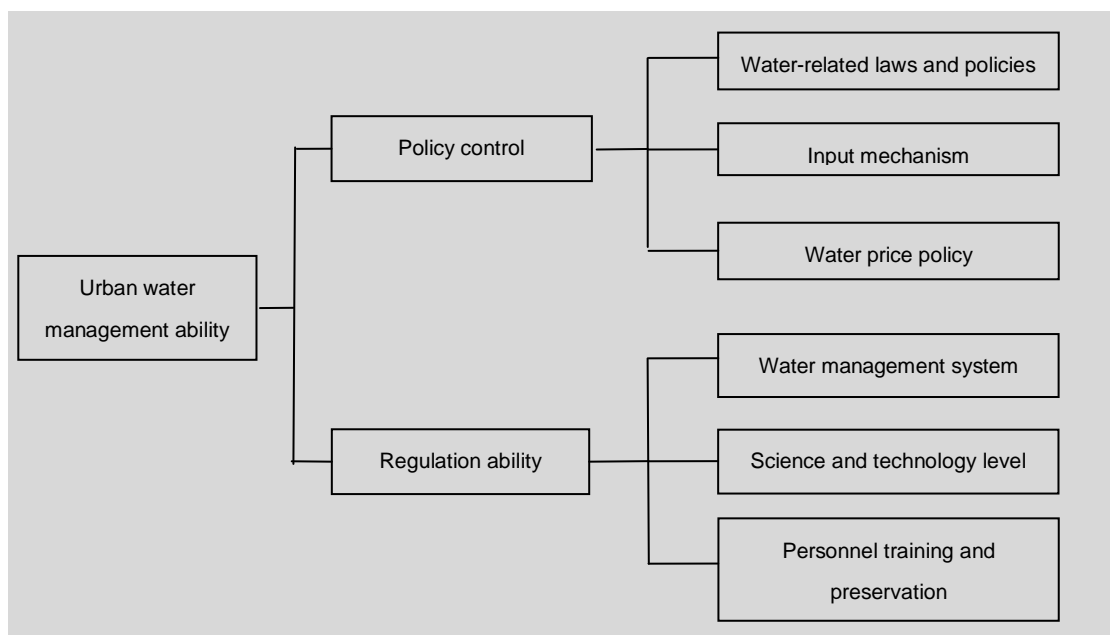 Urban water
management ability
Policy control
Water-related laws and policies
Input mechanism
Water price policy
Regulation ability
Water management system
Science and technology level
Personnel training and
preservation